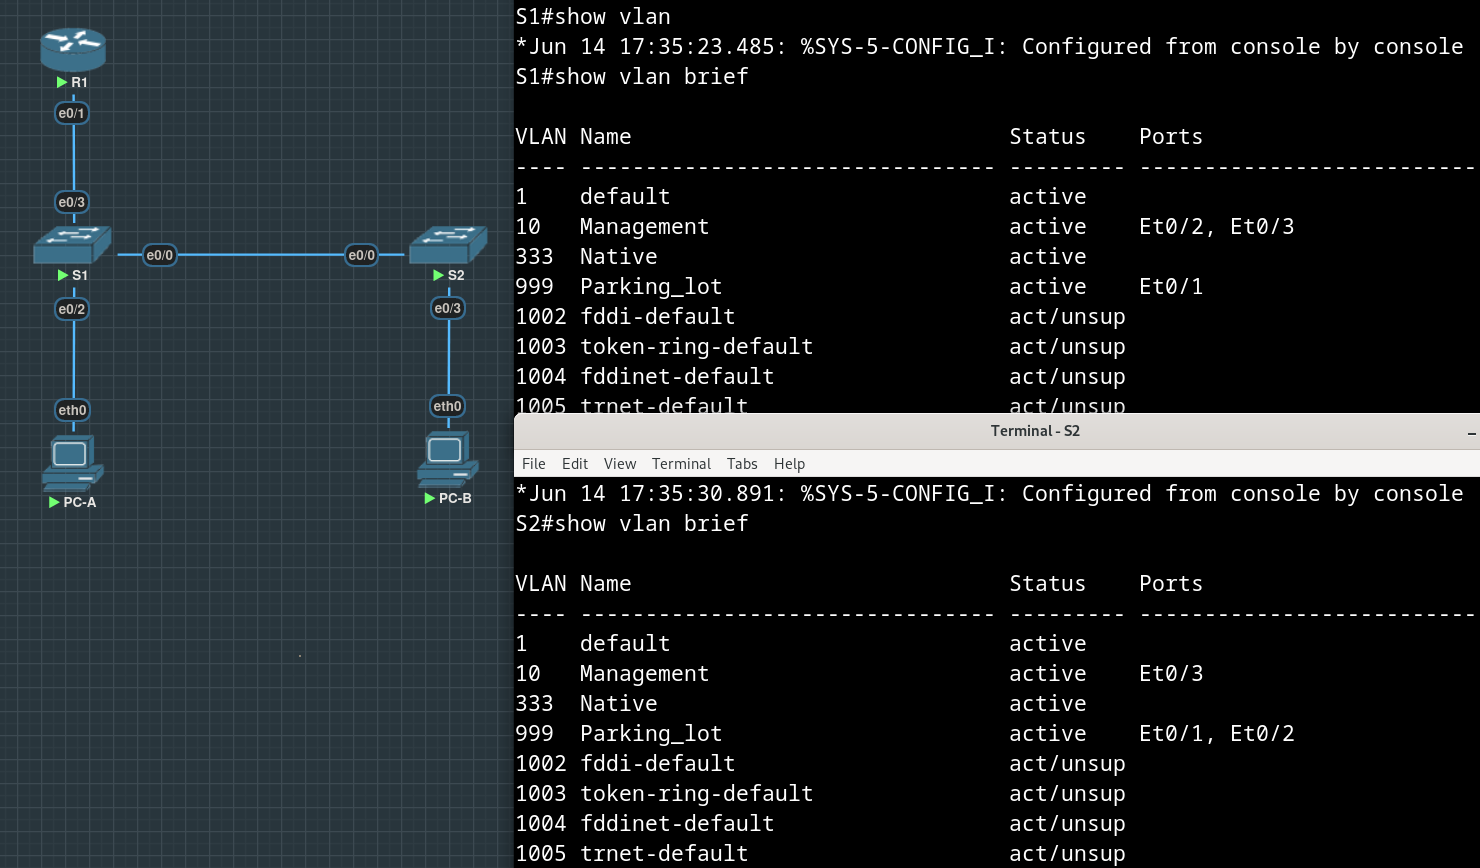 R1
e0/1
e0/3
S1
e0/0
e0/0
S2
e0/2
e0/3
eth0
eth0
PC-A
PC-B
S1#show vlan
*Jun 14 17:35:23.485: %SYS-5-CONFIG_I: Configured from console by console
S1#show vlan brief
VLAN Name                             Status    Ports
---- -------------------------------- --------- --------------------------
1    default                          active
10   Management                       active    Et0/2, Et0/3
333  Native                           active
999  Parking_lot                      active    Et0/1
1002 fddi-default                     act/unsup
1003 token-ring-default               act/unsup
1004 fddinet-default                  act/unsup
1005 trnet-default                    act/unsup
Terminal - S2
File Edit View Terminal Tabs Help
*Jun 14 17:35:30.891: %SYS-5-CONFIG_I: Configured from console by console
S2#show vlan brief
VLAN Name                             Status    Ports
---- -------------------------------- --------- --------------------------
1    default                          active
10   Management                       active    Et0/3
333  Native                           active
999  Parking_lot                      active    Et0/1, Et0/2
1002 fddi-default                     act/unsup
1003 token-ring-default               act/unsup
1004 fddinet-default                  act/unsup
1005 trnet-default                    act/unsup